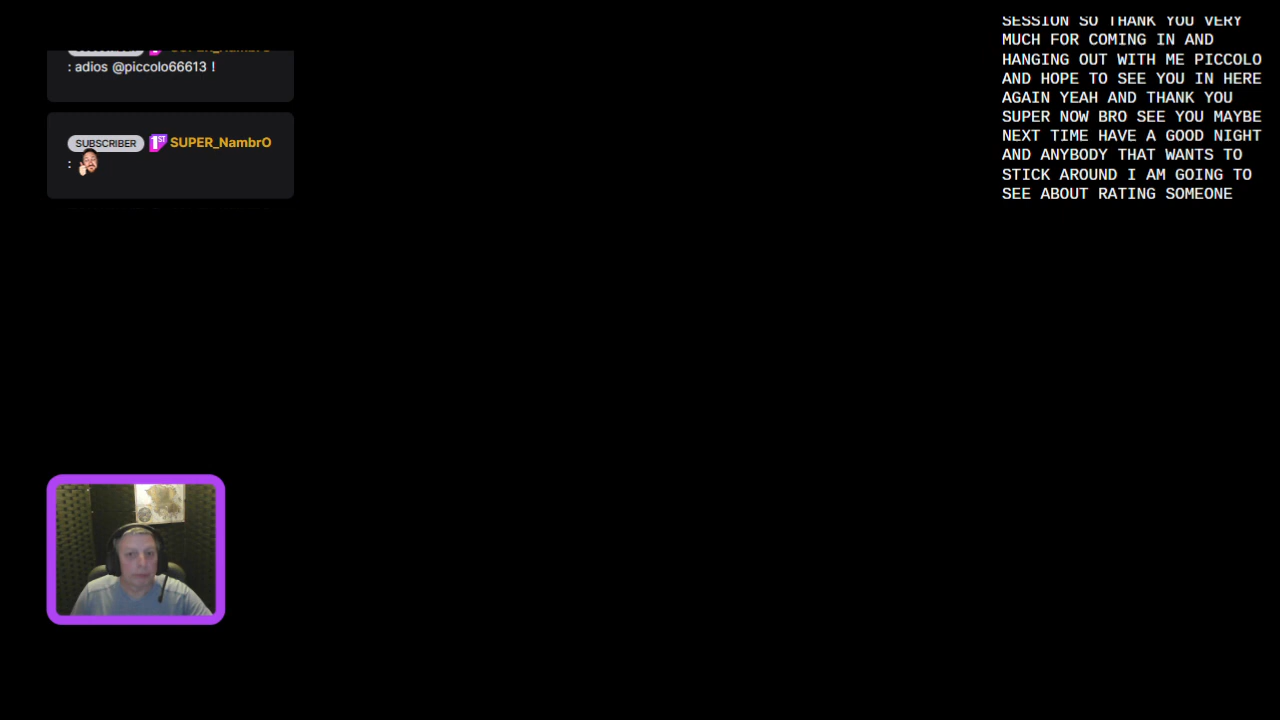 : adios @piccolo66613 !
SUBSCRIBER 1ST SUPER_NambrO
:
SESSION SO THANK YOU VERY
MUCH FOR COMING IN AND
HANGING OUT WITH ME PICCOLO
AND HOPE TO SEE YOU IN HERE
AGAIN YEAH AND THANK YOU
SUPER NOW BRO SEE YOU MAYBE
NEXT TIME HAVE A GOOD NIGHT
AND ANYBODY THAT WANTS TO
STICK AROUND I AM GOING TO
SEE ABOUT RATING SOMEONE